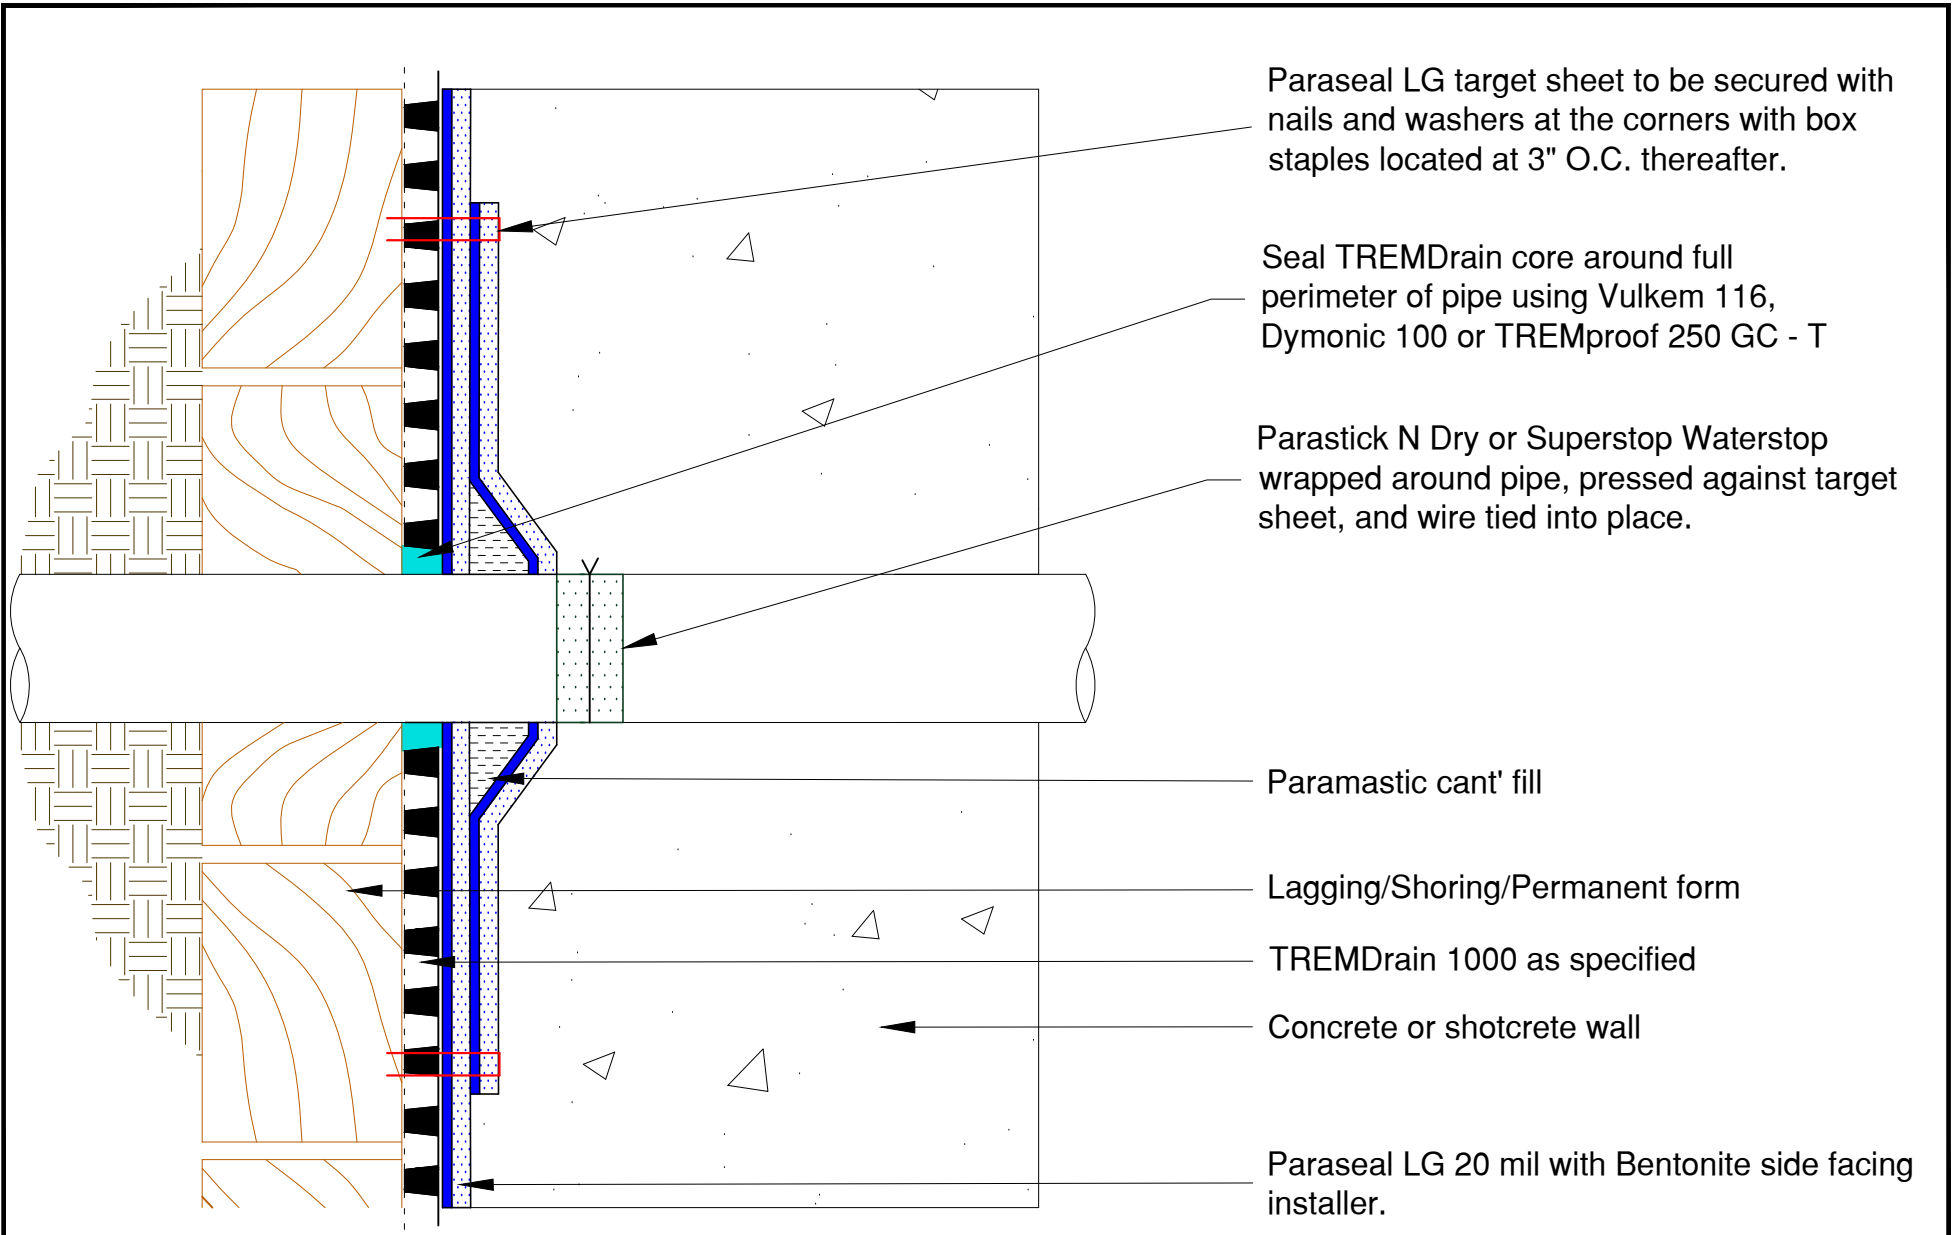 Paraseal LG target sheet to be secured with
nails and washers at the corners with box
staples located at 3" O.C. thereafter.
Seal TREMDrain core around full
perimeter of pipe using Vulkem 116,
Dymonic 100 or TREMproof 250 GC - T
Parastick N Dry or Superstop Waterstop
wrapped around pipe, pressed against target
sheet, and wire tied into place.
Paramastic cant' fill
Lagging/Shoring/Permanent form
TREMDrain 1000 as specified
Concrete or shotcrete wall
Paraseal LG 20 mil with Bentonite side facing
installer.